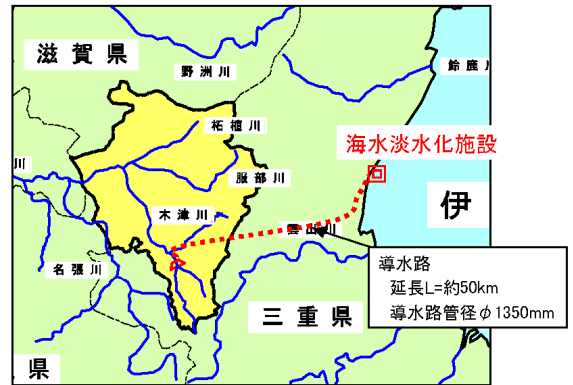 滋賀県
野洲川
鈴鹿川
柘植川
海水淡水化施設
服部川
川
木津川
伊
雲出川
名張川
導水路
延長L=約50km
導水路管径φ1350mm
三重県
県